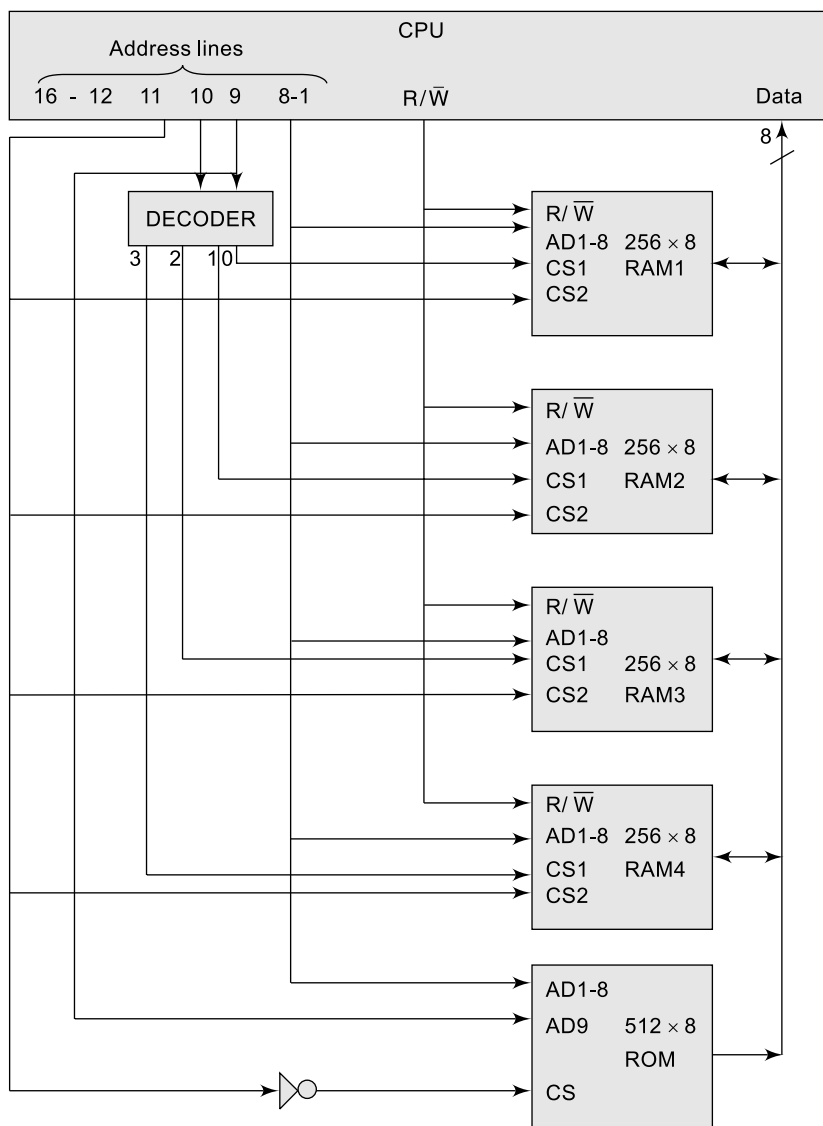 CPU
Address lines
16 - 12 11 10 9 8-1 R/W̅ Data
8
DECODER
3 2 1 0
R/W̅
AD1-8 256 × 8
CS1 RAM1
CS2
R/W̅
AD1-8 256 × 8
CS1 RAM2
CS2
R/W̅
AD1-8
CS1 256 × 8
CS2 RAM3
R/W̅
AD1-8 256 × 8
CS1 RAM4
CS2
AD1-8
AD9 512 × 8
ROM
CS